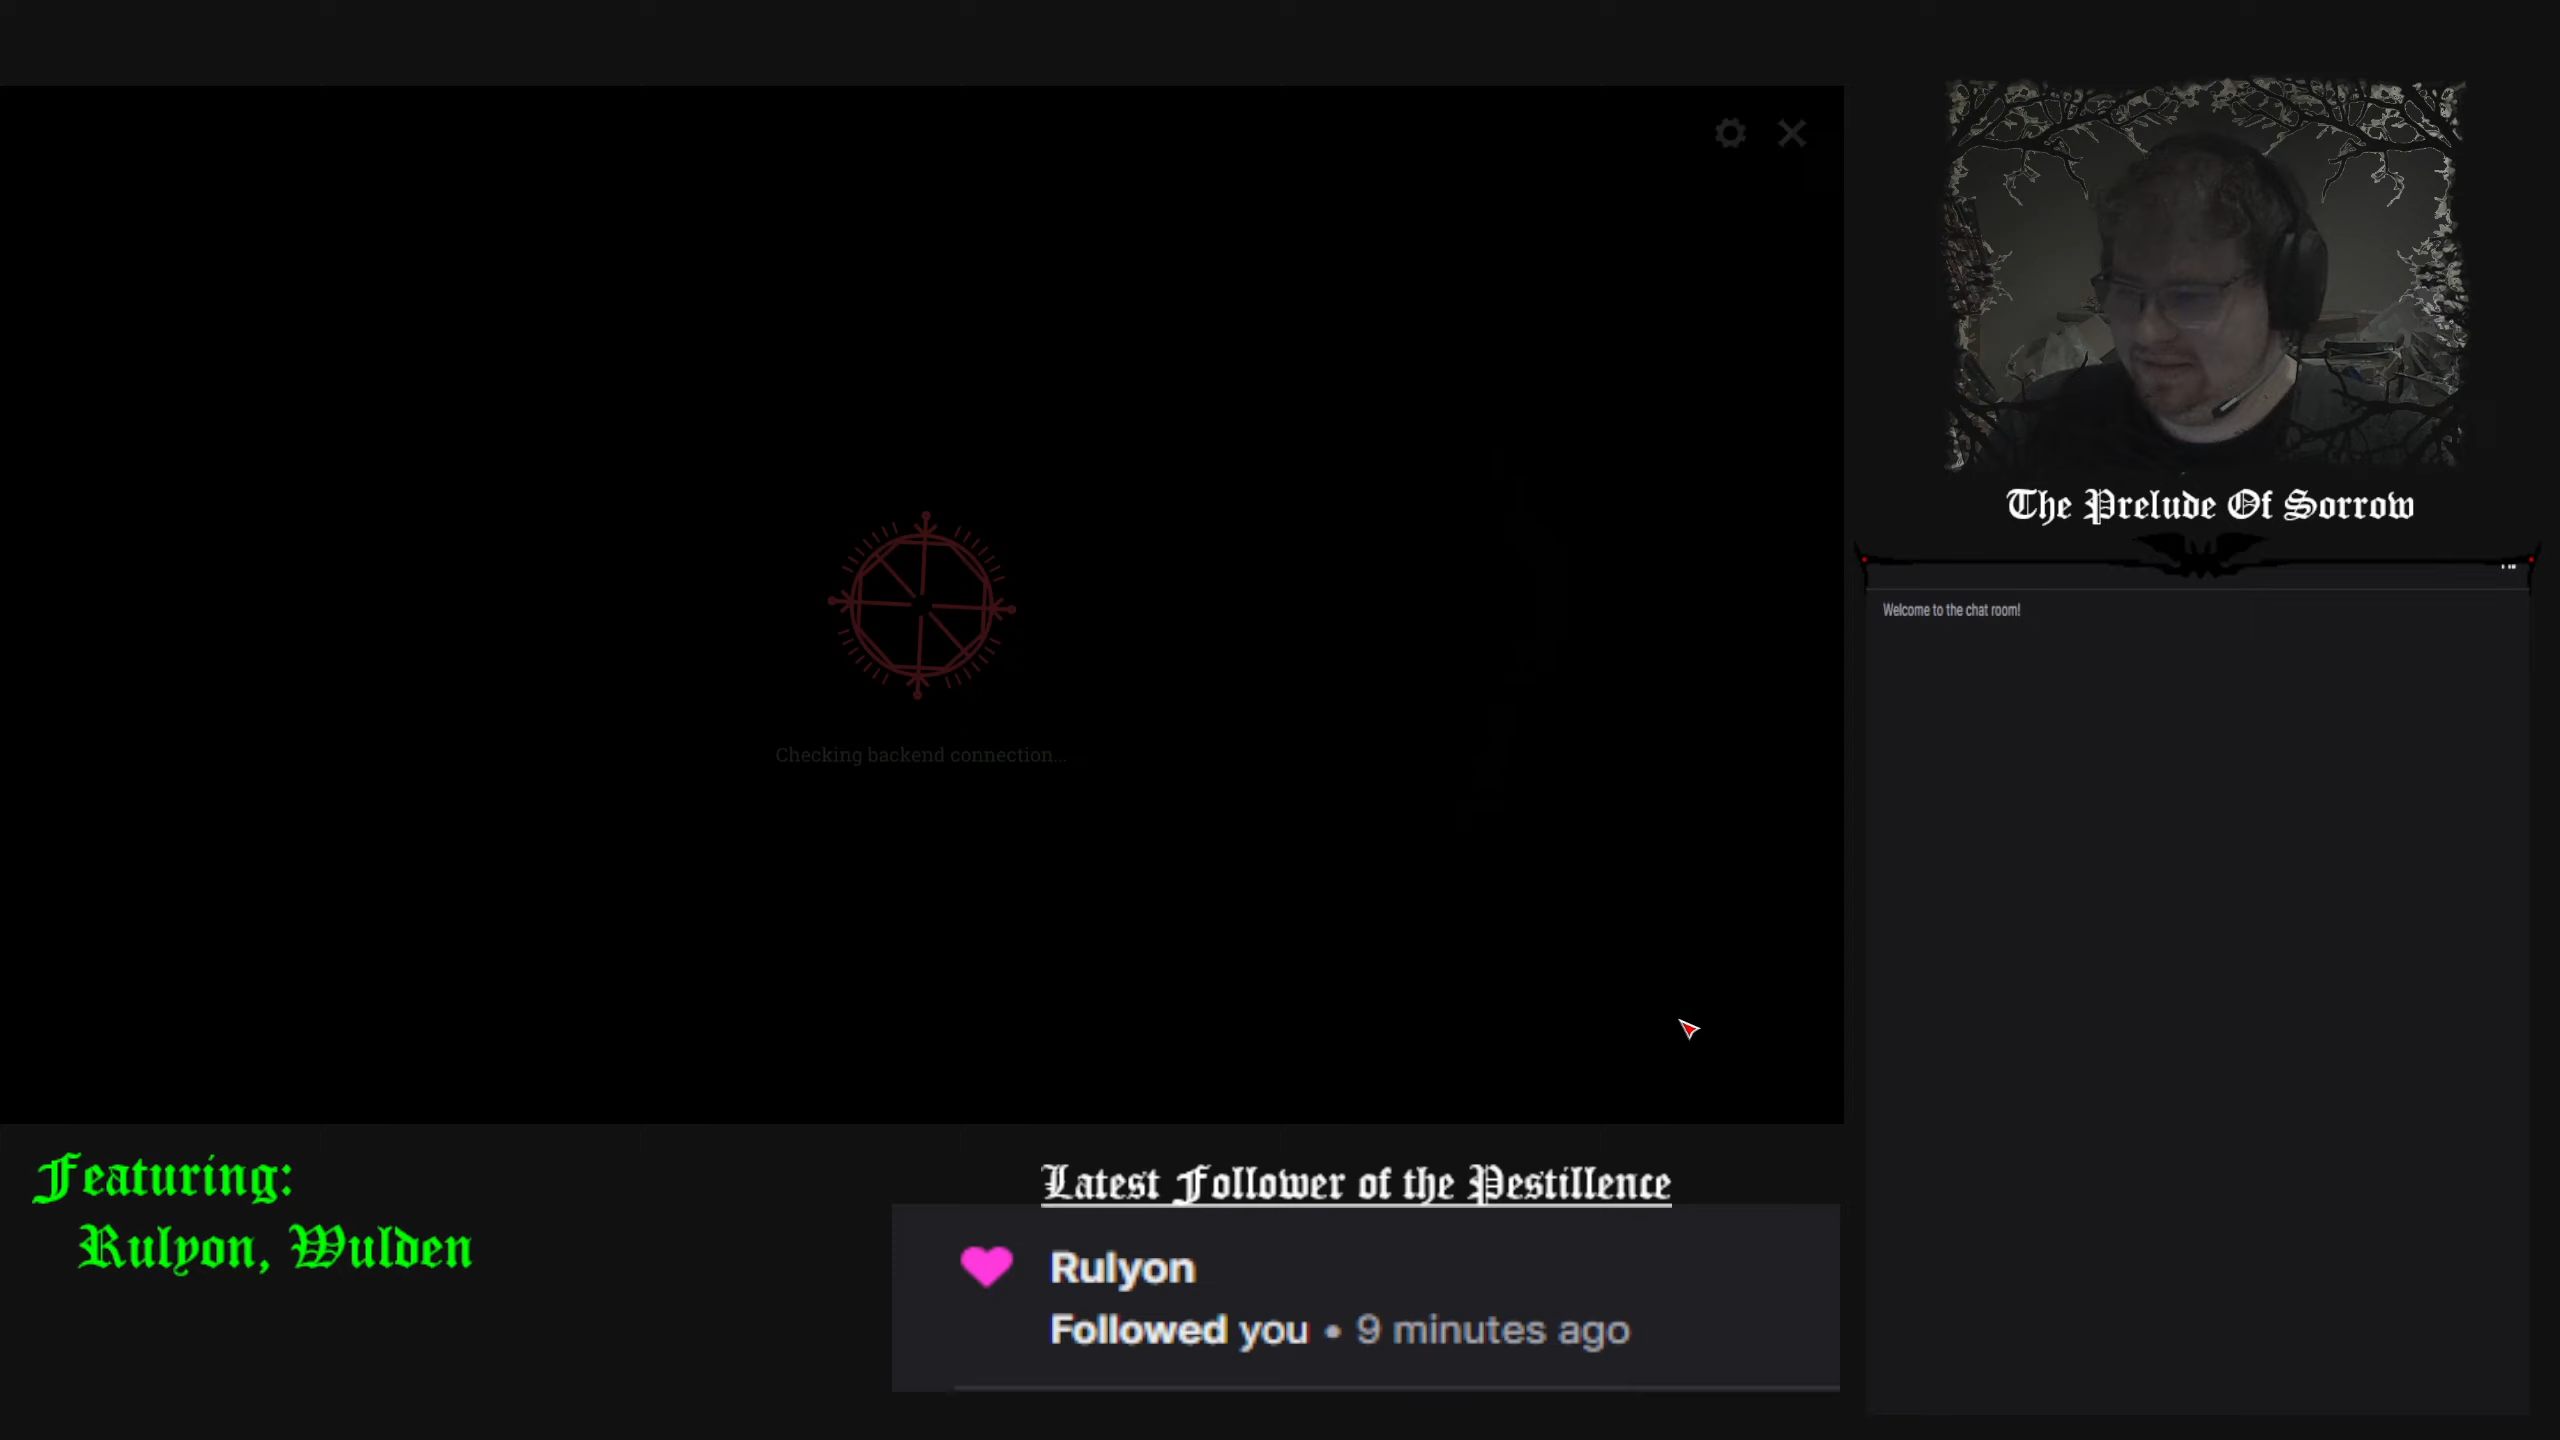 Checking backend connection...
The Prelude Of Sorrow
Welcome to the chat room!
Featuring:
Rulyon, Wulden
Latest Follower of the Pestillence
Rulyon
Followed you • 9 minutes ago